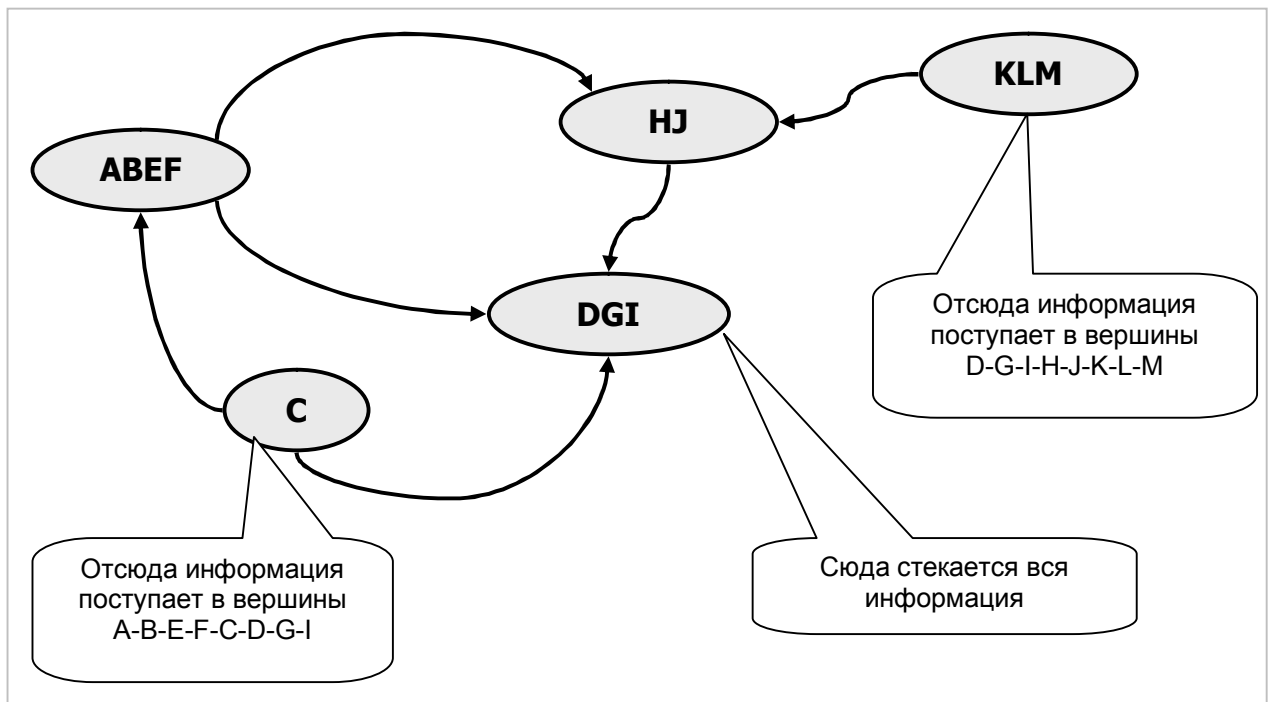 KLM
HJ
ABEF
DGI
C
Отсюда информация
поступает в вершины
D-G-I-H-J-K-L-M
Отсюда информация
поступает в вершины
A-B-E-F-C-D-G-I
Сюда стекается вся
информация